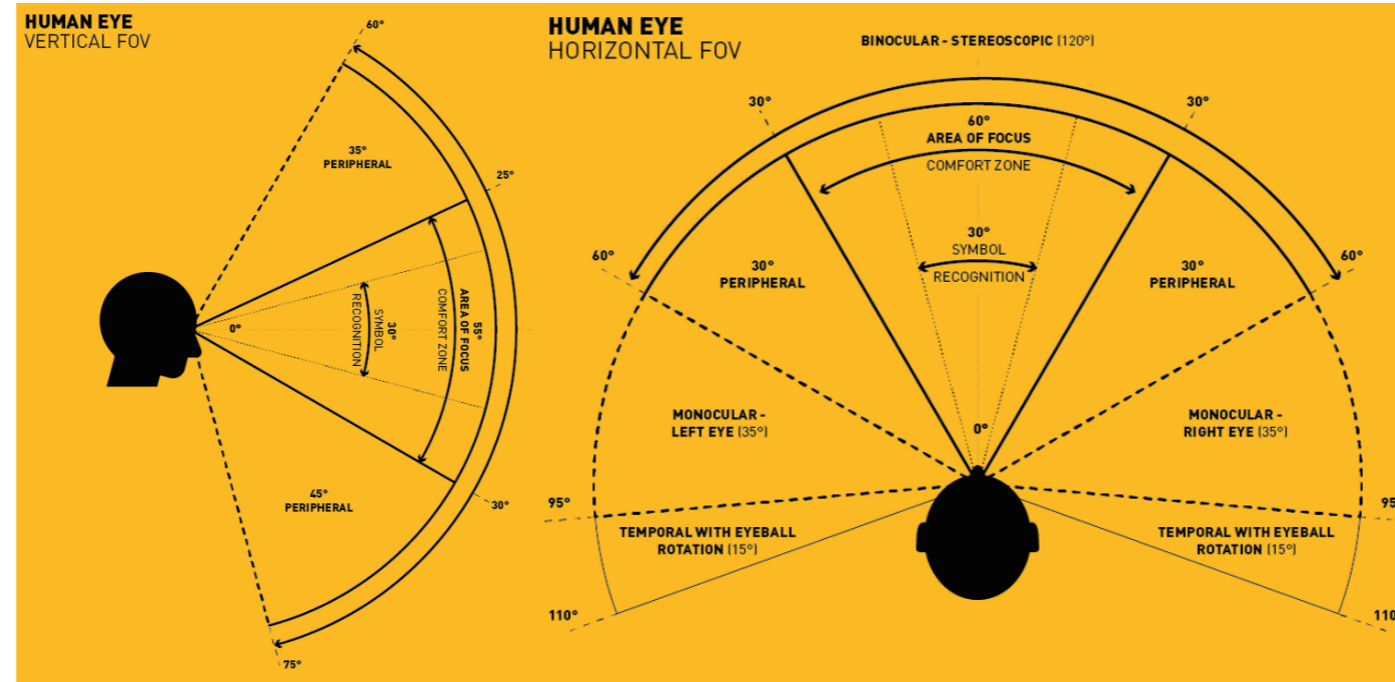 HUMAN EYE
VERTICAL FOV
60°
35°
PERIPHERAL
25°
0°
30°
SYMBOL
RECOGNITION
55°
AREA OF FOCUS
COMFORT ZONE
45°
PERIPHERAL
30°
75°
HUMAN EYE
HORIZONTAL FOV
BINOCULAR - STEREOSCOPIC (120°)
30°
30°
60°
AREA OF FOCUS
COMFORT ZONE
30°
SYMBOL
RECOGNITION
60°
60°
30°
PERIPHERAL
30°
PERIPHERAL
MONOCULAR -
LEFT EYE (35°)
0°
MONOCULAR -
RIGHT EYE (35°)
95°
95
TEMPORAL WITH EYEBALL
ROTATION (15°)
TEMPORAL WITH EYEBALL
ROTATION (15°)
110°
110